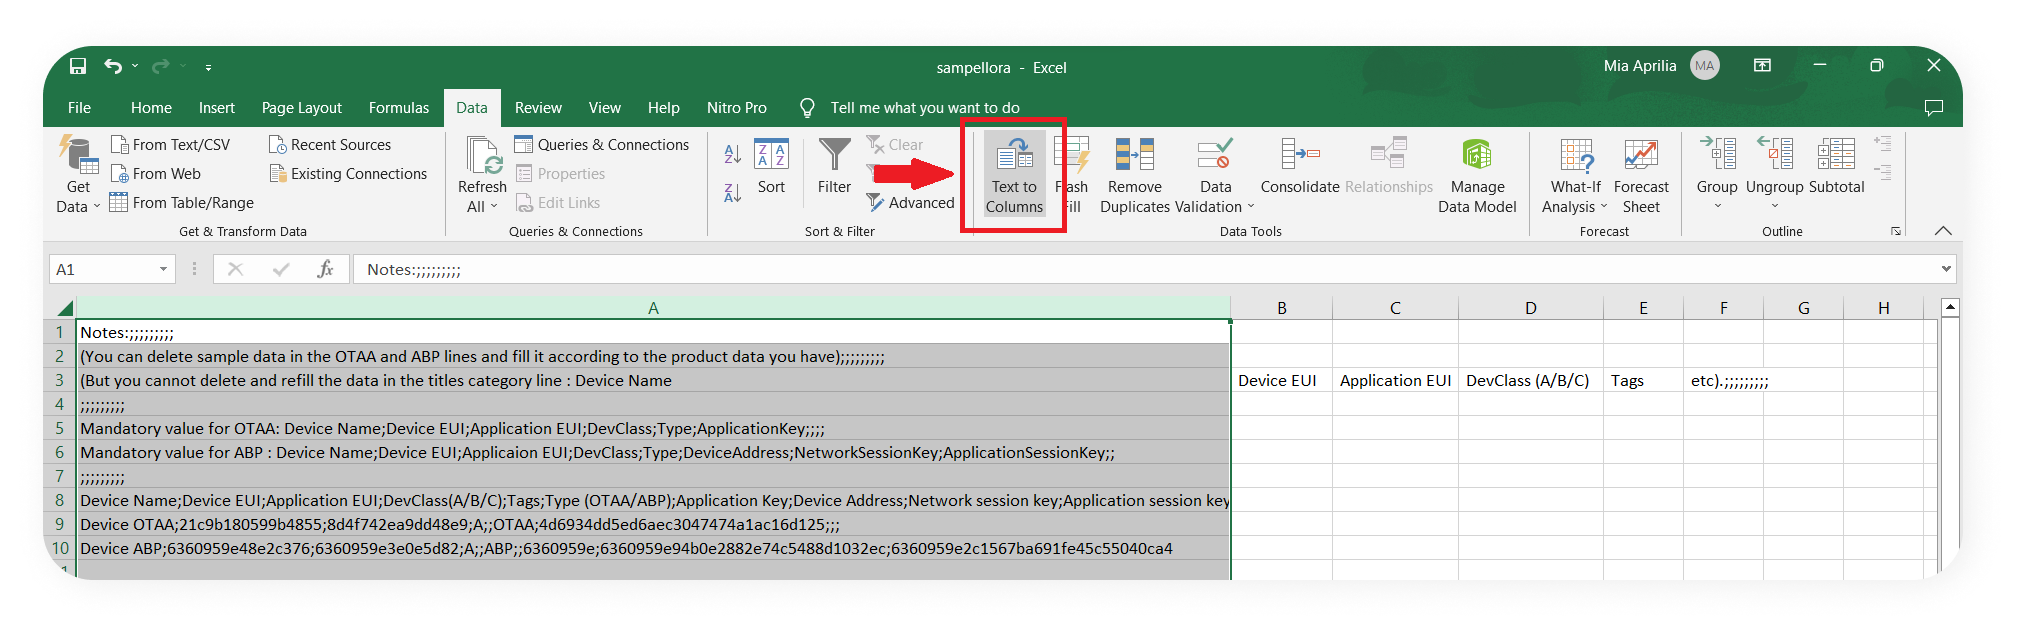 sampellora - Excel
Mia Aprilia MA
File Home Insert Page Layout Formulas Data Review View Help Nitro Pro Tell me what you want to do
Get Data
From Text/CSV
From Web
From Table/Range
Recent Sources
Existing Connections
Get & Transform Data
Refresh All
Queries & Connections
Properties
Edit Links
Queries & Connections
Sort
Filter
Clear
Advanced
Sort & Filter
Text to Columns
Flash Fill
Remove Duplicates
Data Validation
Consolidate
Relationships
Manage Data Model
Data Tools
What-If Analysis
Forecast Sheet
Forecast
Group
Ungroup
Subtotal
Outline
A1 fx Notes:;;;;;;;;;
A B C D E F G H
1 Notes:;;;;;;;;;
2 (You can delete sample data in the OTAA and ABP lines and fill it according to the product data you have);;;;;;;;;
3 (But you cannot delete and refill the data in the titles category line : Device Name Device EUI Application EUI DevClass (A/B/C) Tags etc).;;;;;;;;;
4 ;;;;;;;;;
5 Mandatory value for OTAA: Device Name;Device EUI;Application EUI;DevClass;Type;ApplicationKey;;;;
6 Mandatory value for ABP : Device Name;Device EUI;Applicaion EUI;DevClass;Type;DeviceAddress;NetworkSessionKey;ApplicationSessionKey;;
7 ;;;;;;;;;
8 Device Name;Device EUI;Application EUI;DevClass(A/B/C);Tags;Type (OTAA/ABP);Application Key;Device Address;Network session key;Application session key
9 Device OTAA;21c9b180599b4855;8d4f742ea9dd48e9;A;;OTAA;4d6934dd5ed6aec3047474a1ac16d125;;;
10 Device ABP;6360959e48e2c376;6360959e3e0e5d82;A;;ABP;;6360959e;6360959e94b0e2882e74c5488d1032ec;6360959e2c1567ba691fe45c55040ca4